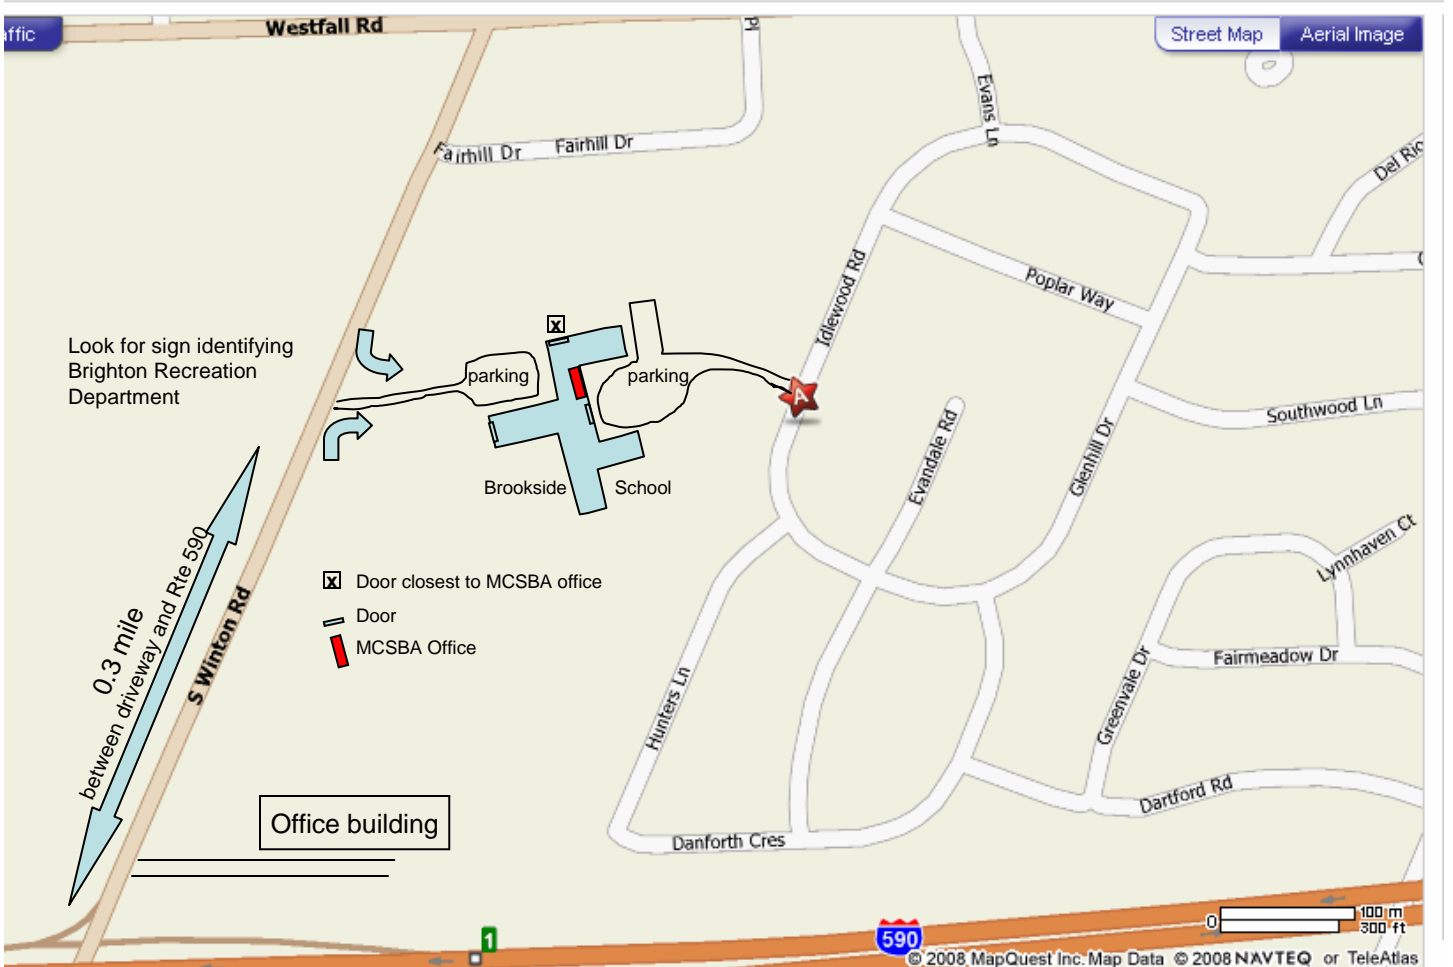 affic
Westfall Rd
Pl
Street Map
Aerial Image
Evans Ln
Fairhill Dr
Fairhill Dr
Del Rio
Idlewood Rd
Poplar Way
x
Look for sign identifying
Brighton Recreation
Department
parking
parking
A
Southwood Ln
Evandale Rd
Glenhill Dr
Brookside
School
Lynnhaven Ct
0.3 mile
between driveway and Rte 590
S Winton Rd
x Door closest to MCSBA office
Door
MCSBA Office
Hunters Ln
Greenvale Dr
Fairmeadow Dr
Dartford Rd
Office building
Danforth Cres
0
100 m
300 ft
1
590
© 2008 MapQuest Inc. Map Data © 2008 NAVTEQ or TeleAtlas